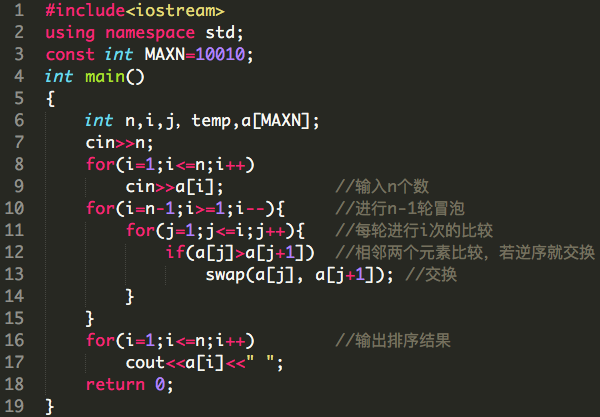 1 #include<iostream>
2 using namespace std;
3 const int MAXN=10010;
4 int main()
5 {
6     int n,i,j, temp,a[MAXN];
7     cin>>n;
8     for(i=1;i<=n;i++)
9         cin>>a[i];           //输入n个数
10     for(i=n-1;i>=1;i--){     //进行n-1轮冒泡
11         for(j=1;j<=i;j++){   //每轮进行i次的比较
12             if(a[j]>a[j+1])  //相邻两个元素比较，若逆序就交换
13                 swap(a[j], a[j+1]); //交换
14         }
15     }
16     for(i=1;i<=n;i++)        //输出排序结果
17         cout<<a[i]<<" ";
18     return 0;
19 }